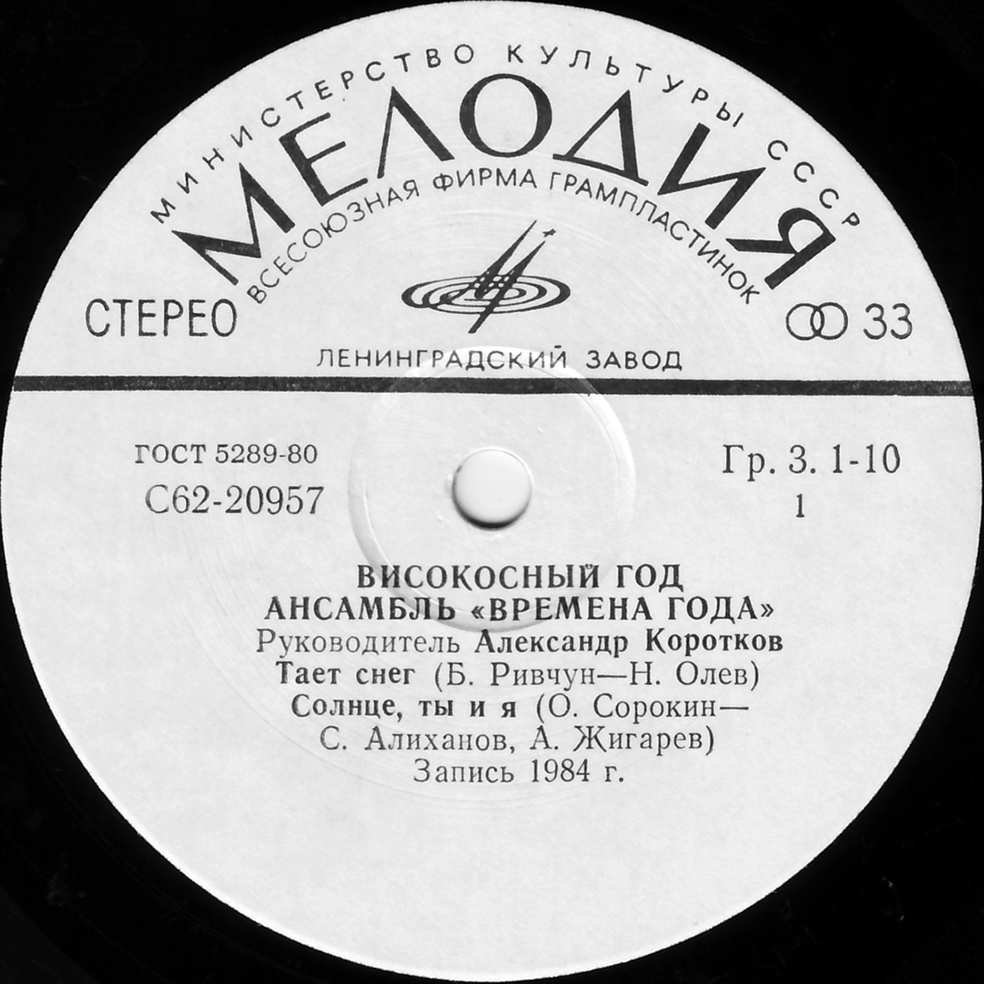 МИНИСТЕРСТВО КУЛЬТУРЫ СССР
МЕЛОДИЯ
ВСЕСОЮЗНАЯ ФИРМА ГРАМПЛАСТИНОК
СТЕРЕО
33
ЛЕНИНГРАДСКИЙ ЗАВОД
ГОСТ 5289-80
Гр. 3. 1-10
С62-20957
1
ВИСОКОСНЫЙ ГОД
АНСАМБЛЬ «ВРЕМЕНА ГОДА»
Руководитель Александр Коротков
Тает снег (Б. Ривчун—Н. Олев)
Солнце, ты и я (О. Сорокин—
С. Алиханов, А. Жигарев)
Запись 1984 г.